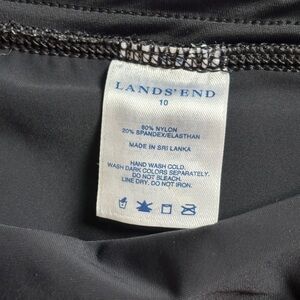 LANDS' END
10
80% NYLON
20% SPANDEX/ELASTHAN
MADE IN SRI LANKA
HAND WASH COLD.
WASH DARK COLORS SEPARATELY.
DO NOT BLEACH.
LINE DRY. DO NOT IRON.